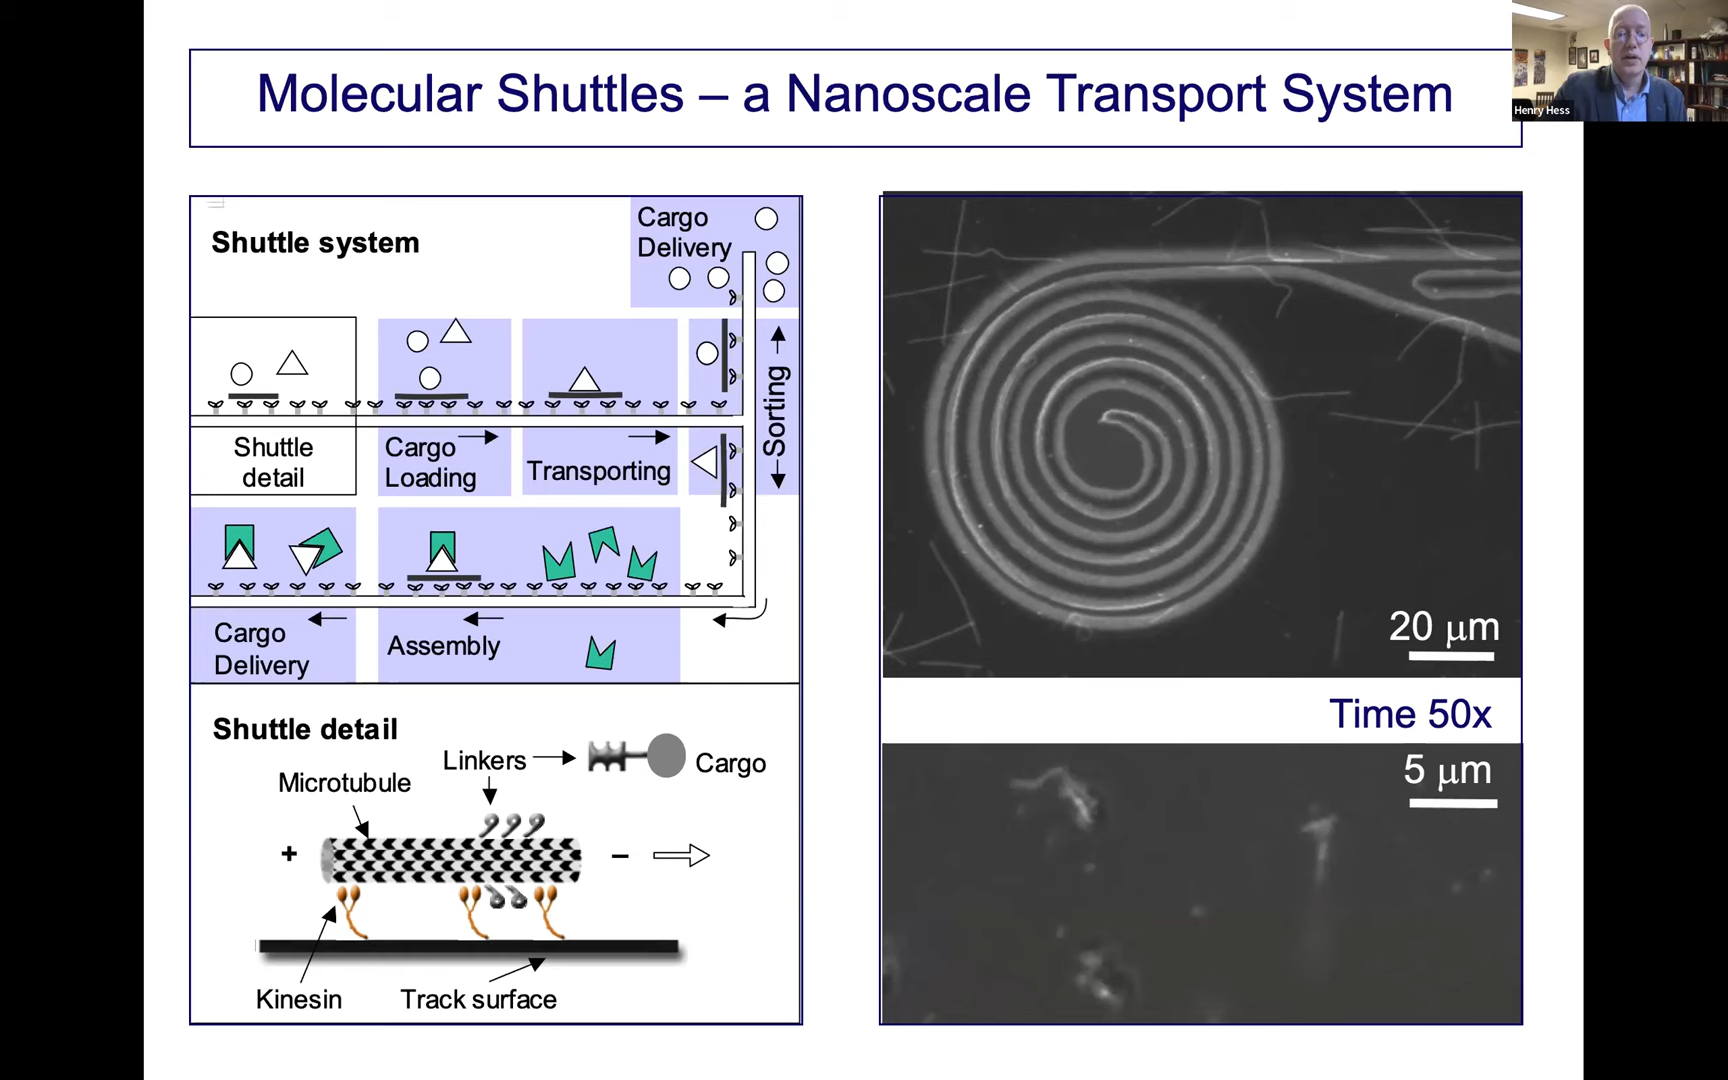 Molecular Shuttles – a Nanoscale Transport System
Henry Hess
Shuttle system
Cargo
Delivery
Shuttle
detail
Cargo
Loading
Transporting
Sorting
Cargo
Delivery
Assembly
Shuttle detail
Linkers
Cargo
Microtubule
+
–
Kinesin
Track surface
20 μm
Time 50x
5 μm